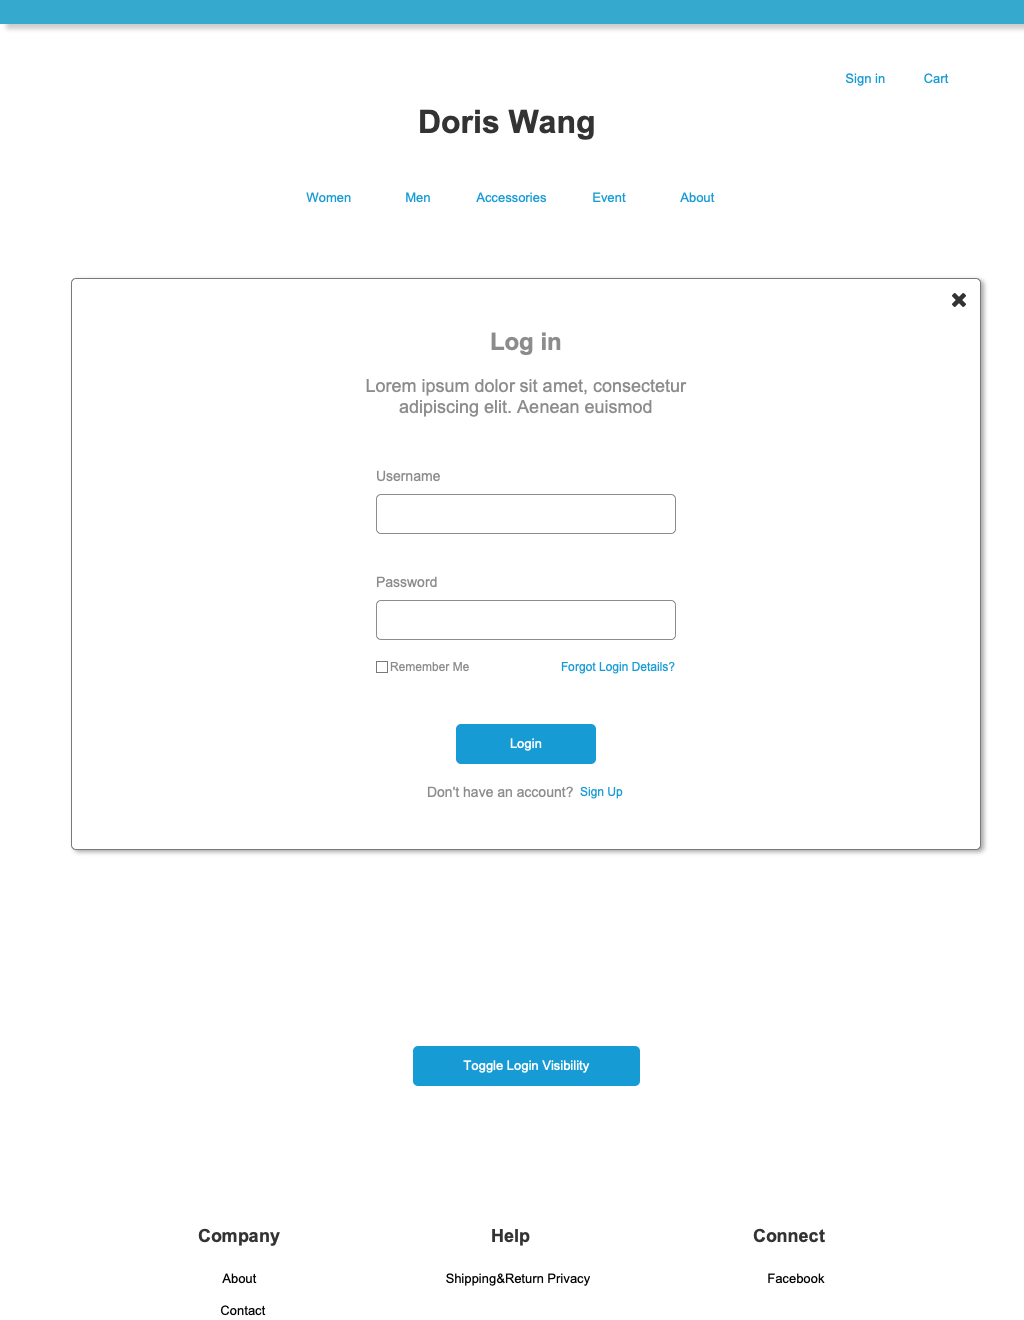 Sign in Cart
Doris Wang
Women Men Accessories Event About
Log in
Lorem ipsum dolor sit amet, consectetur
adipiscing elit. Aenean euismod
Username
Password
Remember Me Forgot Login Details?
Login
Don't have an account? Sign Up
Toggle Login Visibility
Company Help Connect
About Shipping&Return Privacy Facebook
Contact